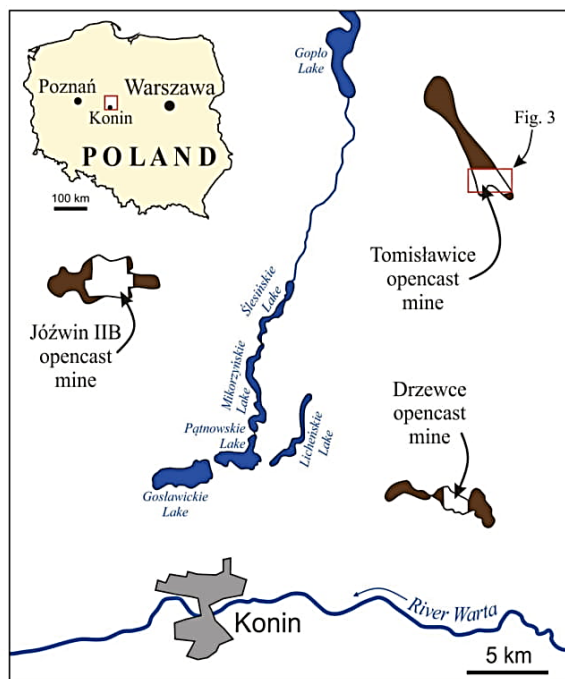 Poznań
Warszawa
Konin
POLAND
100 km
Gopło
Lake
Fig. 3
Tomisławice
opencast
mine
Ślesińskie
Lake
Jóźwin IIB
opencast
mine
Mikorzyńskie
Lake
Pątnowskie
Lake
Licheńskie
Lake
Gosławickie
Lake
Drzewce
opencast
mine
River Warta
Konin
5 km